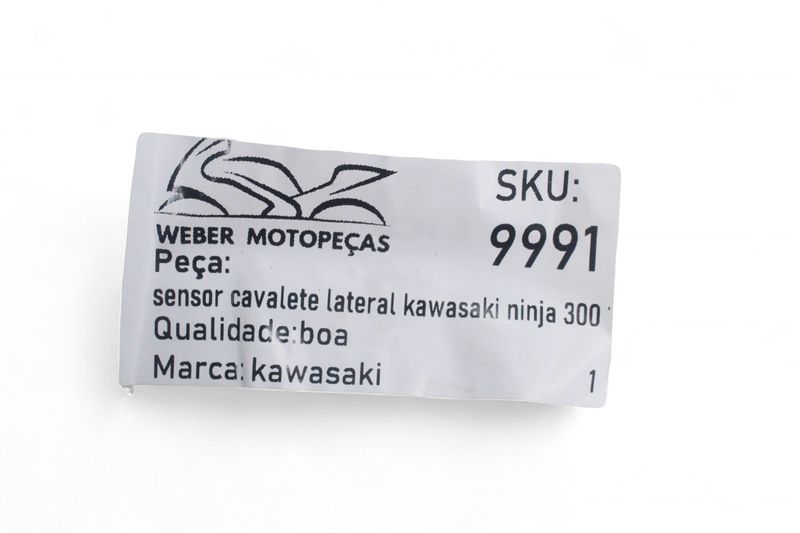 WEBER MOTOPEÇAS
SKU:
9991
Peça:
sensor cavalete lateral kawasaki ninja 300
Qualidade:boa
Marca: kawasaki
1